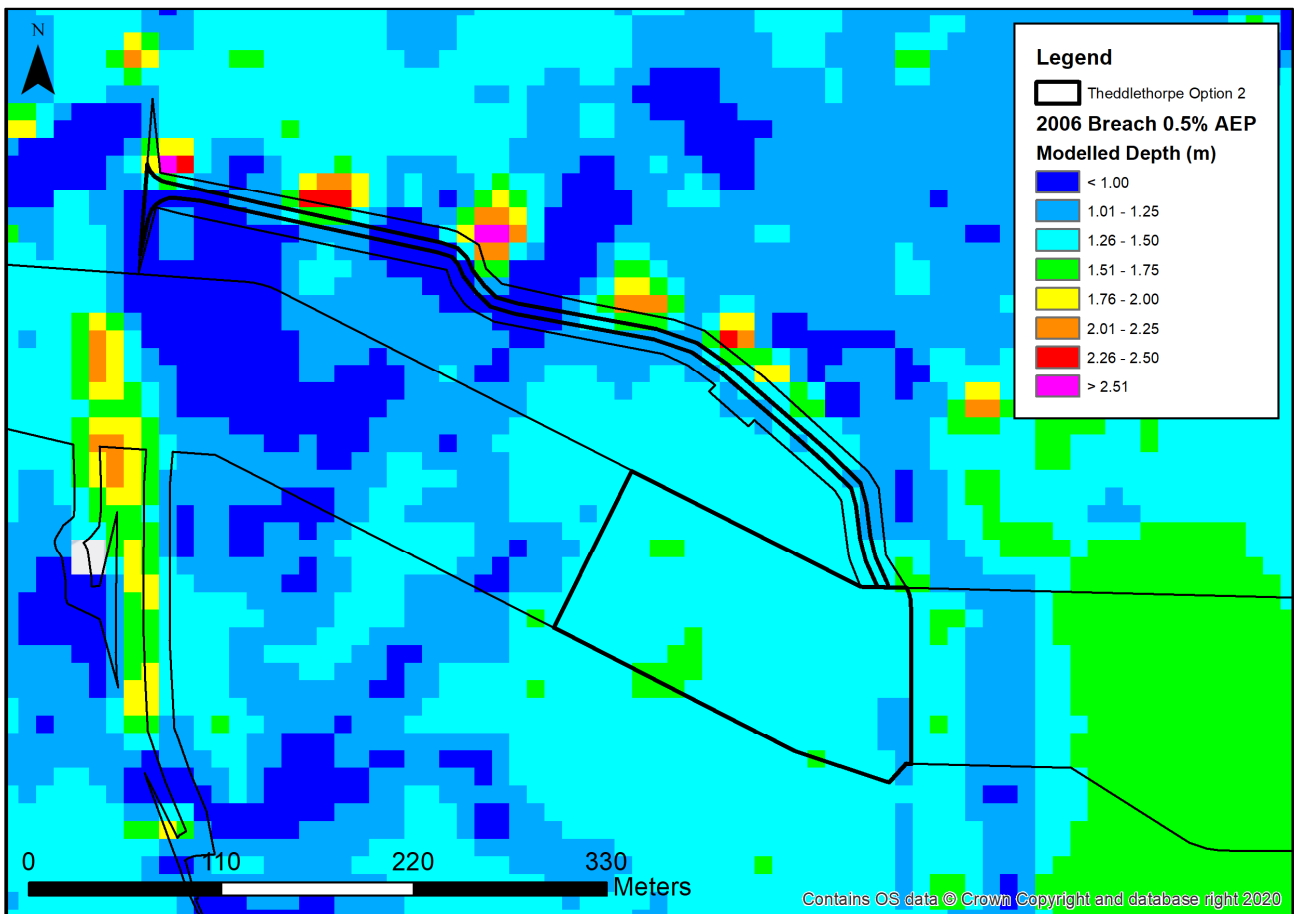 N
Legend
Theddlethorpe Option 2
2006 Breach 0.5% AEP
Modelled Depth (m)
< 1.00
1.01 - 1.25
1.26 - 1.50
1.51 - 1.75
1.76 - 2.00
2.01 - 2.25
2.26 - 2.50
> 2.51
0 110 220 330
Meters
Contains OS data © Crown Copyright and database right 2020